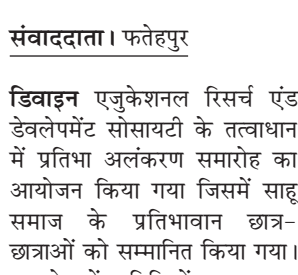 संवाददाता। फतेहपुर
डिवाइन एजुकेशनल रिसर्च एंड
डेवलेपमेंट सोसायटी के तत्वाधान
में प्रतिभा अलंकरण समारोह का
आयोजन किया गया जिसमें साहू
समाज के प्रतिभावान छात्र-
छात्राओं को सम्मानित किया गया।